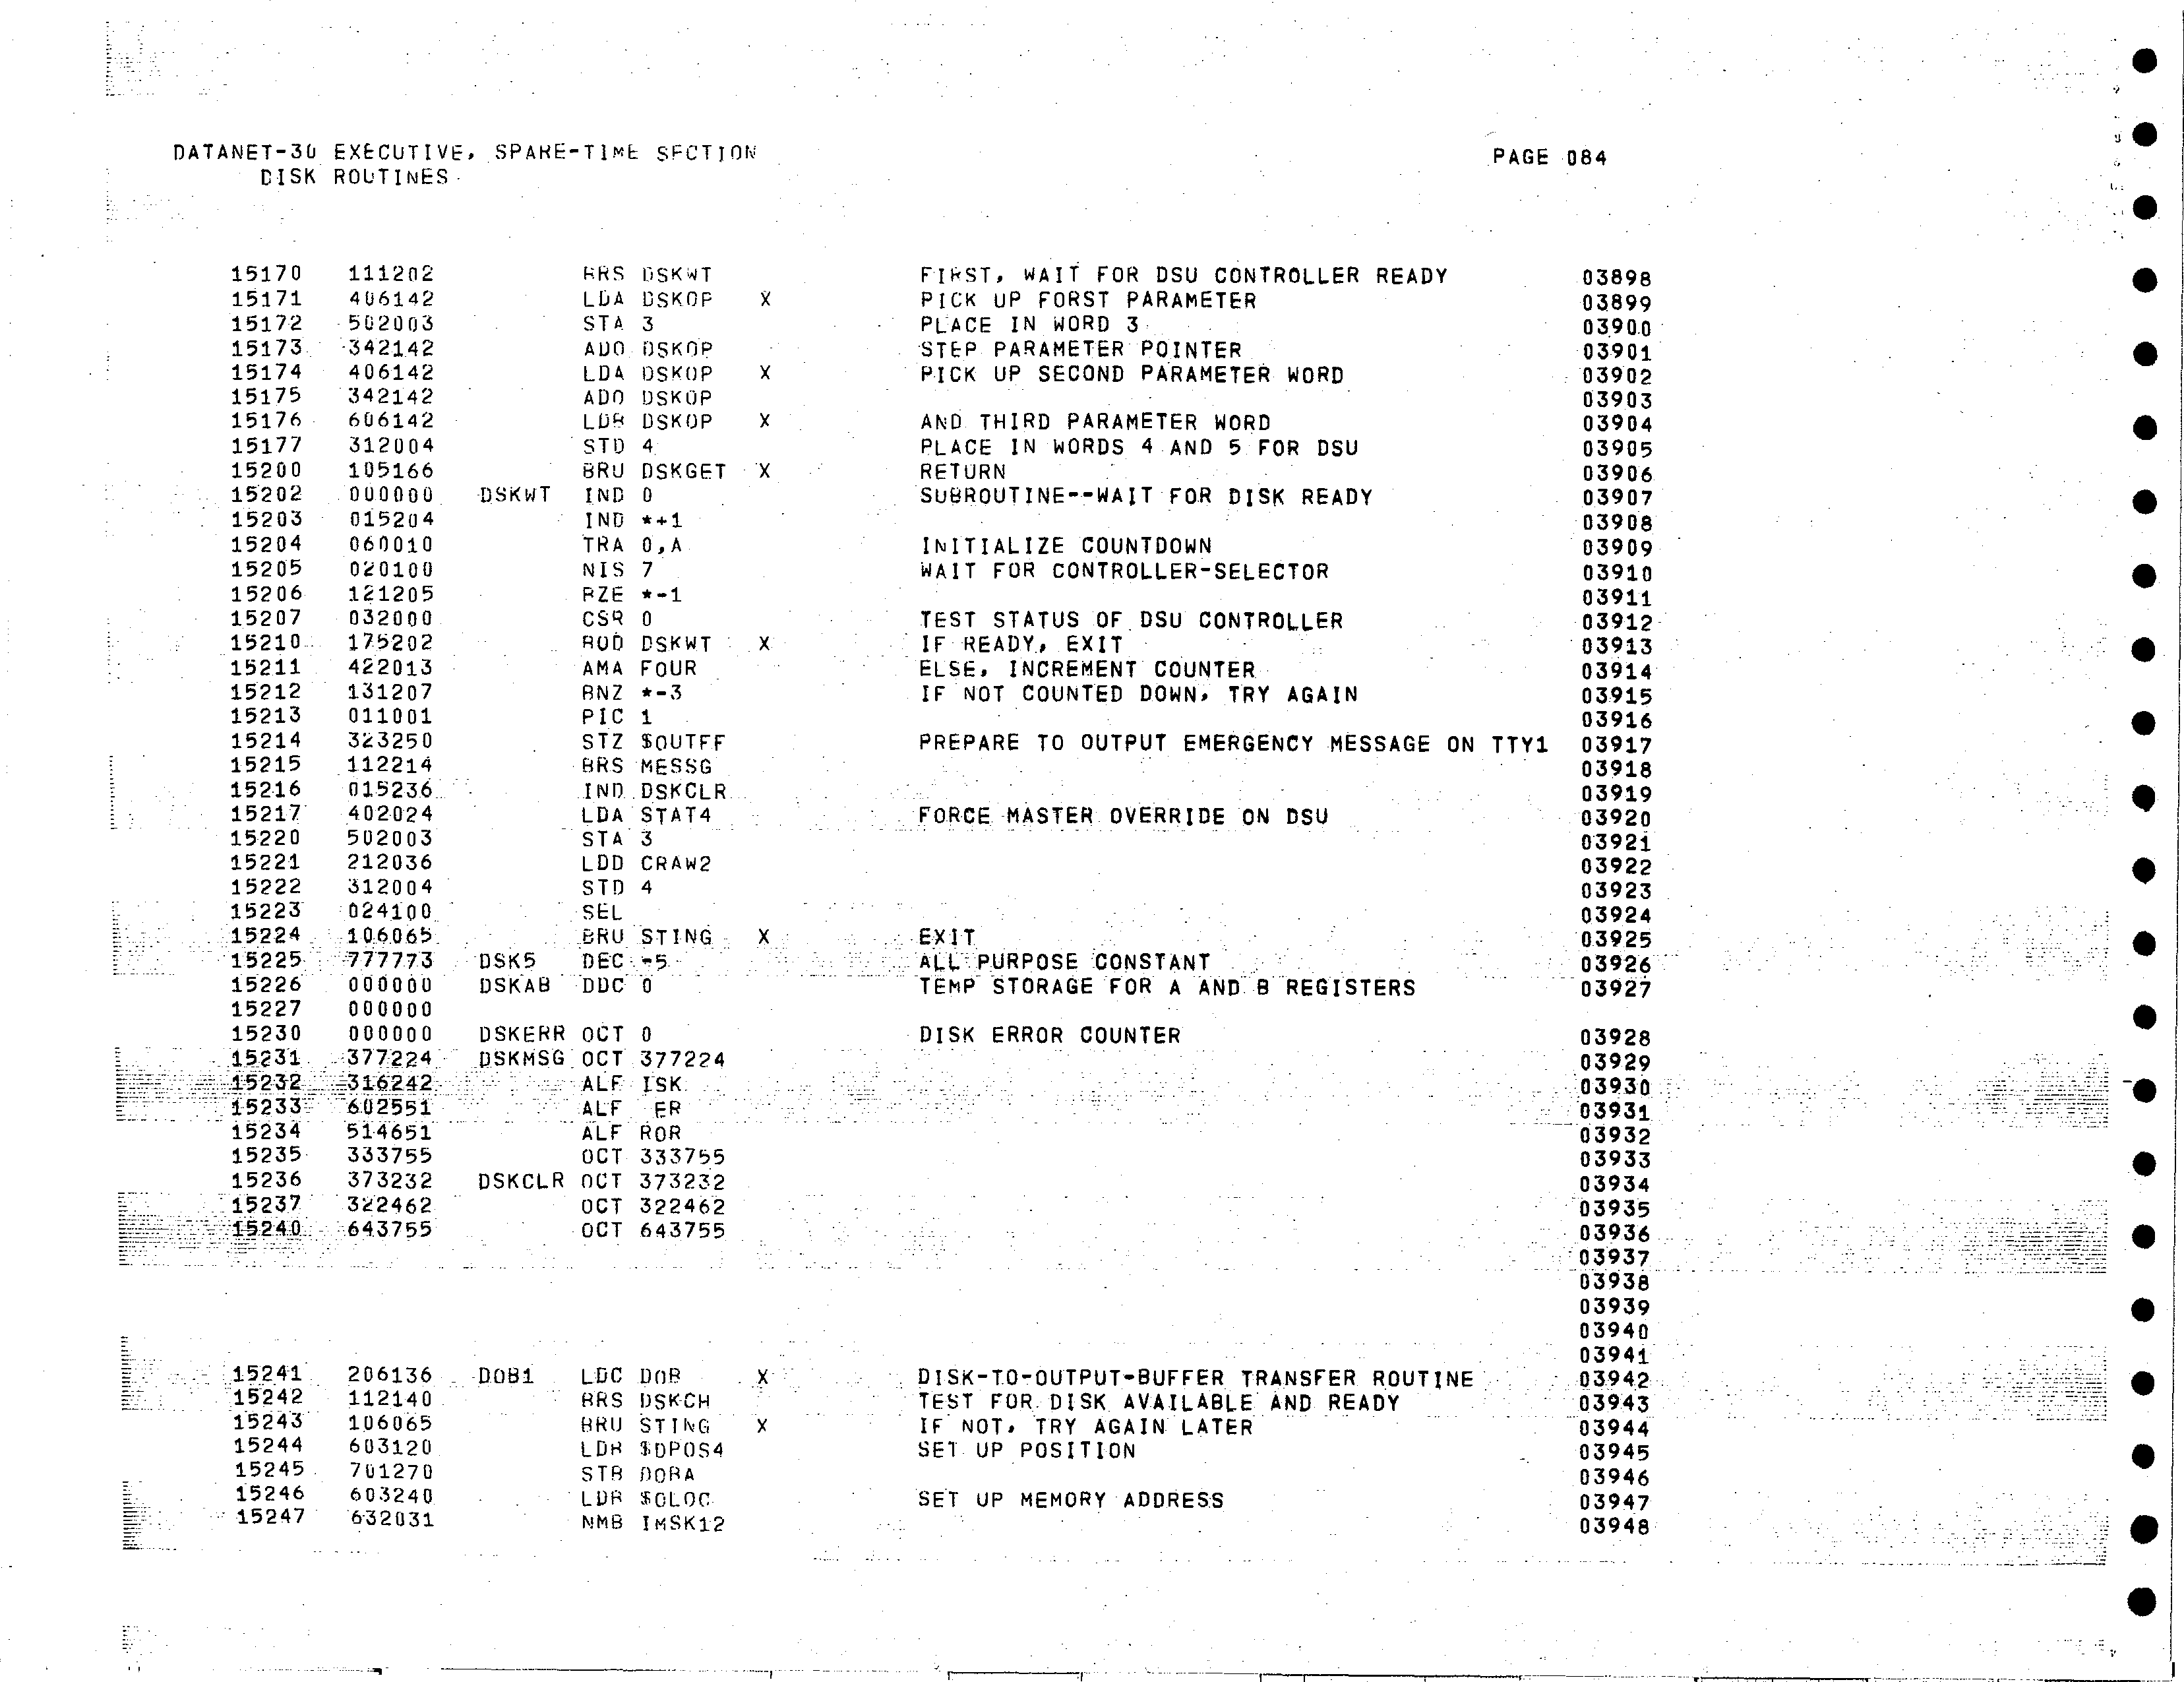 DATANET-30 EXECUTIVE, SPARE-TIME SECTION PAGE 084
DISK ROUTINES
15170 111202 BRS DSKWT FIRST, WAIT FOR DSU CONTROLLER READY 03898
15171 406142 LDA DSKOP X PICK UP FORST PARAMETER 03899
15172 502003 STA 3 PLACE IN WORD 3 03900
15173 342142 ADO DSKOP STEP PARAMETER POINTER 03901
15174 406142 LDA DSKOP X PICK UP SECOND PARAMETER WORD 03902
15175 342142 ADO DSKOP 03903
15176 606142 LDB DSKOP X AND THIRD PARAMETER WORD 03904
15177 312004 STD 4 PLACE IN WORDS 4 AND 5 FOR DSU 03905
15200 105166 BRU DSKGET X RETURN 03906
15202 000000 DSKWT IND 0 SUBROUTINE--WAIT FOR DISK READY 03907
15203 015204 IND *+1 03908
15204 060010 TRA 0,A INITIALIZE COUNTDOWN 03909
15205 020100 NIS 7 WAIT FOR CONTROLLER-SELECTOR 03910
15206 121205 BZE *-1 03911
15207 032000 CSR 0 TEST STATUS OF DSU CONTROLLER 03912
15210 175202 BOD DSKWT X IF READY, EXIT 03913
15211 422013 AMA FOUR ELSE, INCREMENT COUNTER 03914
15212 131207 BNZ *-3 IF NOT COUNTED DOWN, TRY AGAIN 03915
15213 011001 PIC 1 03916
15214 323250 STZ $OUTFF PREPARE TO OUTPUT EMERGENCY MESSAGE ON TTY1 03917
15215 112214 BRS MESSG 03918
15216 015236 IND DSKCLR 03919
15217 402024 LDA STAT4 FORCE MASTER OVERRIDE ON DSU 03920
15220 502003 STA 3 03921
15221 212036 LDD CRAW2 03922
15222 312004 STD 4 03923
15223 024100 SEL 03924
15224 106065 BRU STING X EXIT 03925
15225 777773 DSK5 DEC -5 ALL PURPOSE CONSTANT 03926
15226 000000 DSKAB DDC 0 TEMP STORAGE FOR A AND B REGISTERS 03927
15227 000000
15230 000000 DSKERR OCT 0 DISK ERROR COUNTER 03928
15231 377224 DSKMSG OCT 377224 03929
15232 316242 ALF ISK 03930
15233 602551 ALF ER 03931
15234 514651 ALF ROR 03932
15235 333755 OCT 333755 03933
15236 373232 DSKCLR OCT 373232 03934
15237 322462 OCT 322462 03935
15240 643755 OCT 643755 03936
03937
03938
03939
03940
03941
15241 206136 DOB1 LDC DOB X DISK-TO-OUTPUT-BUFFER TRANSFER ROUTINE 03942
15242 112140 BRS DSKCH TEST FOR DISK AVAILABLE AND READY 03943
15243 106065 BRU STING X IF NOT, TRY AGAIN LATER 03944
15244 603120 LDB $DPOS4 SET UP POSITION 03945
15245 701270 STB DOBA 03946
15246 603240 LDB $GLOC SET UP MEMORY ADDRESS 03947
15247 632031 NMB IMSK12 03948